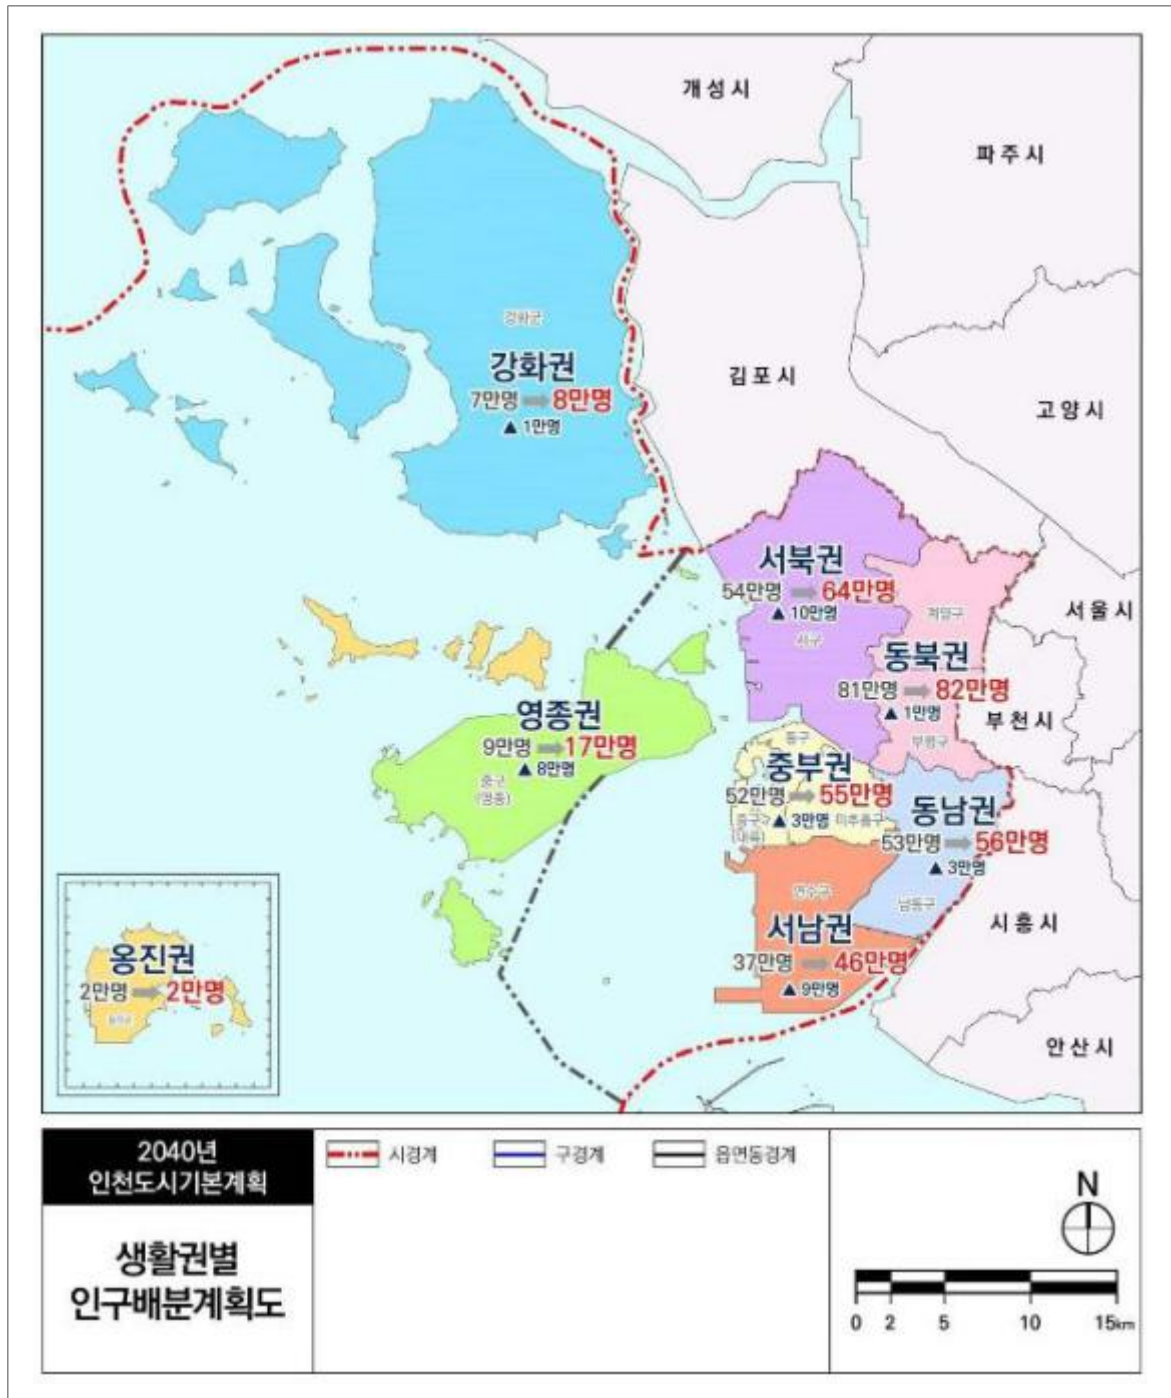 개성시
파주시
강화군
강화권
7만명 8만명
▲ 1만명
김포시
고양시
서북권
54만명 64만명
▲ 10만명
서구
계양구
서울시
동북권
81만명 82만명
▲ 1만명
부평구
부천시
영종권
9만명 17만명
▲ 8만명
중구
(영종)
동구
중부권
52만명 55만명
▲ 3만명
중구
(내륙)
미추홀구
동남권
53만명 56만명
▲ 3만명
남동구
시흥시
연수구
서남권
37만명 46만명
▲ 9만명
옹진권
2만명 2만명
안산시
2040년
인천도시기본계획
생활권별
인구배분계획도
시경계 구경계 읍면동경계
N
0 2 5 10 15km